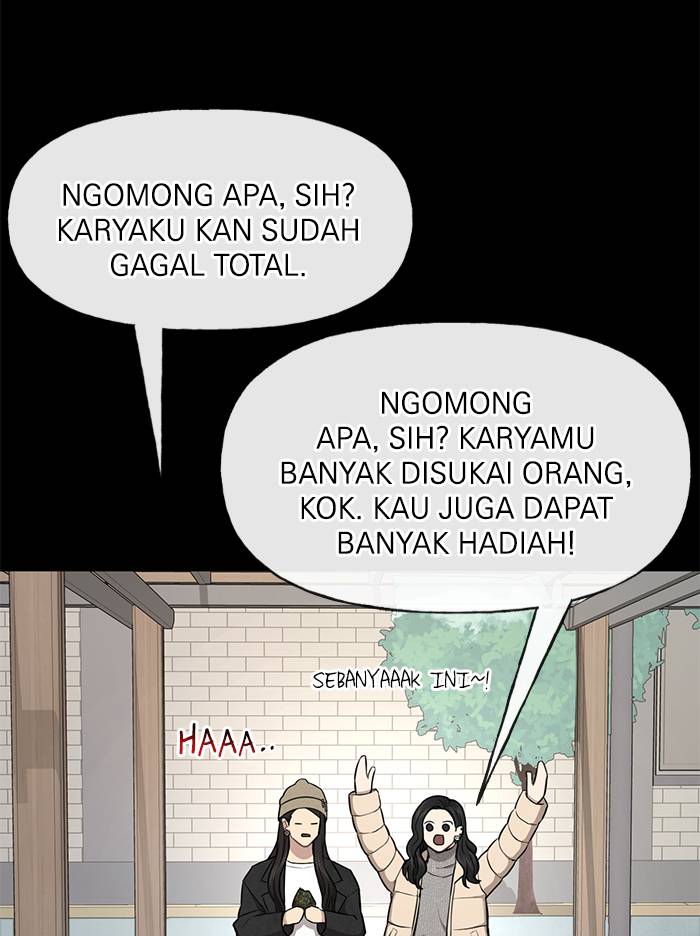 NGOMONG APA, SIH?
KARYAKU KAN SUDAH
GAGAL TOTAL.
NGOMONG
APA, SIH? KARYAMU
BANYAK DISUKAI ORANG,
KOK. KAU JUGA DAPAT
BANYAK HADIAH!
SEBANYAAAK INI~!
HAAA..